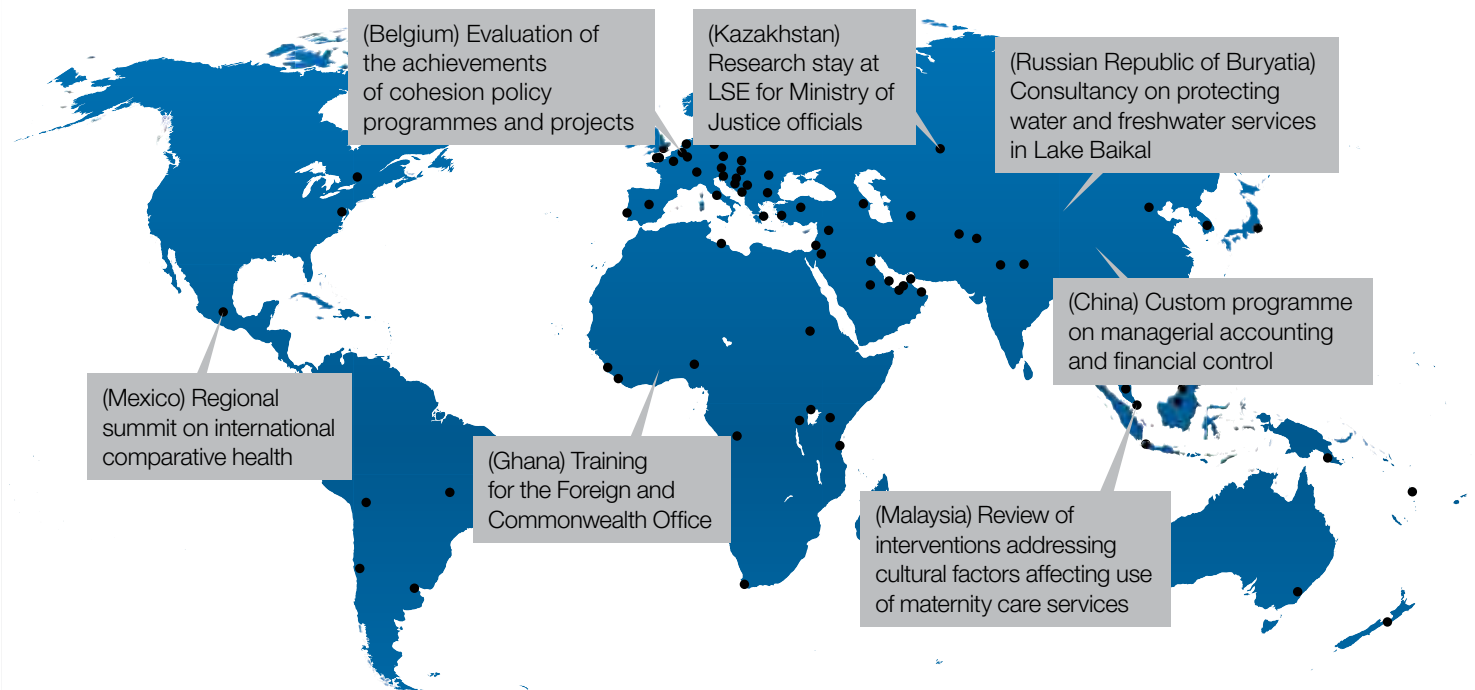 (Belgium) Evaluation of
the achievements
of cohesion policy
programmes and projects
(Kazakhstan)
Research stay at
LSE for Ministry of
Justice officials
(Russian Republic of Buryatia)
Consultancy on protecting
water and freshwater services
in Lake Baikal
(China) Custom programme
on managerial accounting
and financial control
(Mexico) Regional
summit on international
comparative health
(Ghana) Training
for the Foreign and
Commonwealth Office
(Malaysia) Review of
interventions addressing
cultural factors affecting use
of maternity care services